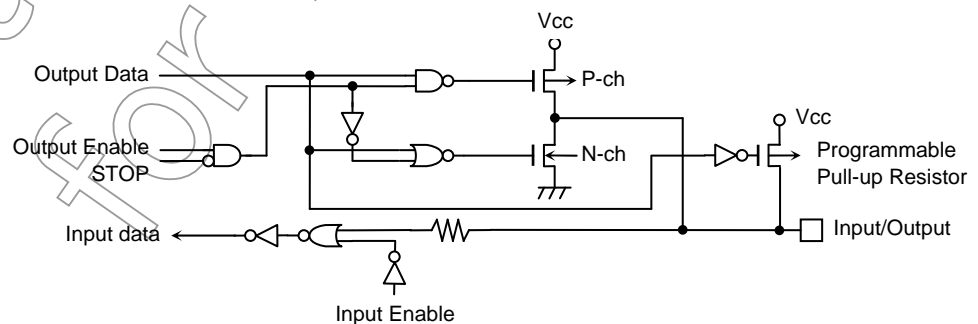 Vcc
Output Data
P-ch
Vcc
Output Enable
STOP
N-ch
Programmable
Pull-up Resistor
Input data
Input/Output
Input Enable
for